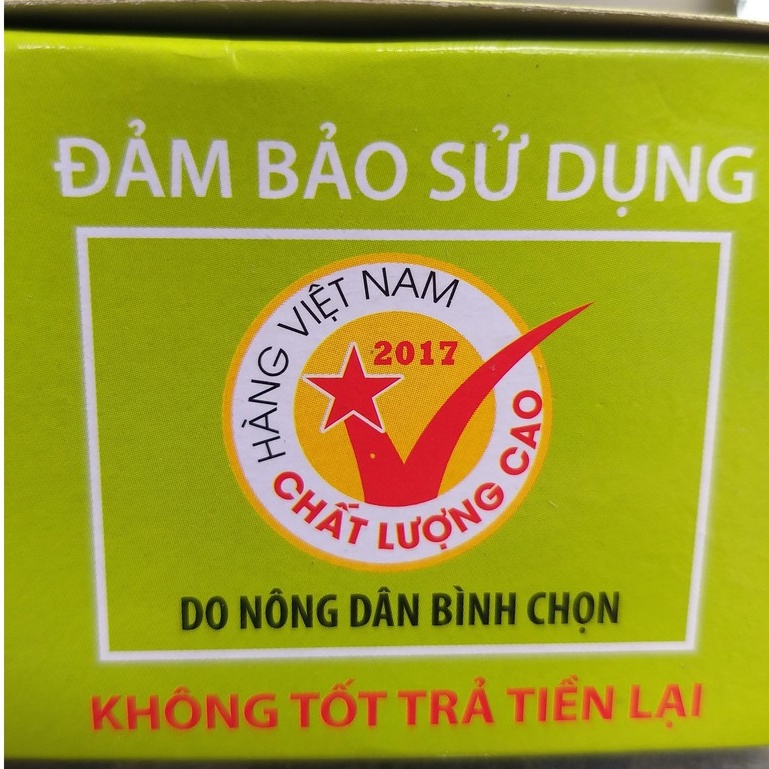 ĐẢM BẢO SỬ DỤNG
HÀNG VIỆT NAM
2017
CHẤT LƯỢNG CAO
DO NÔNG DÂN BÌNH CHỌN
KHÔNG TỐT TRẢ TIỀN LẠI